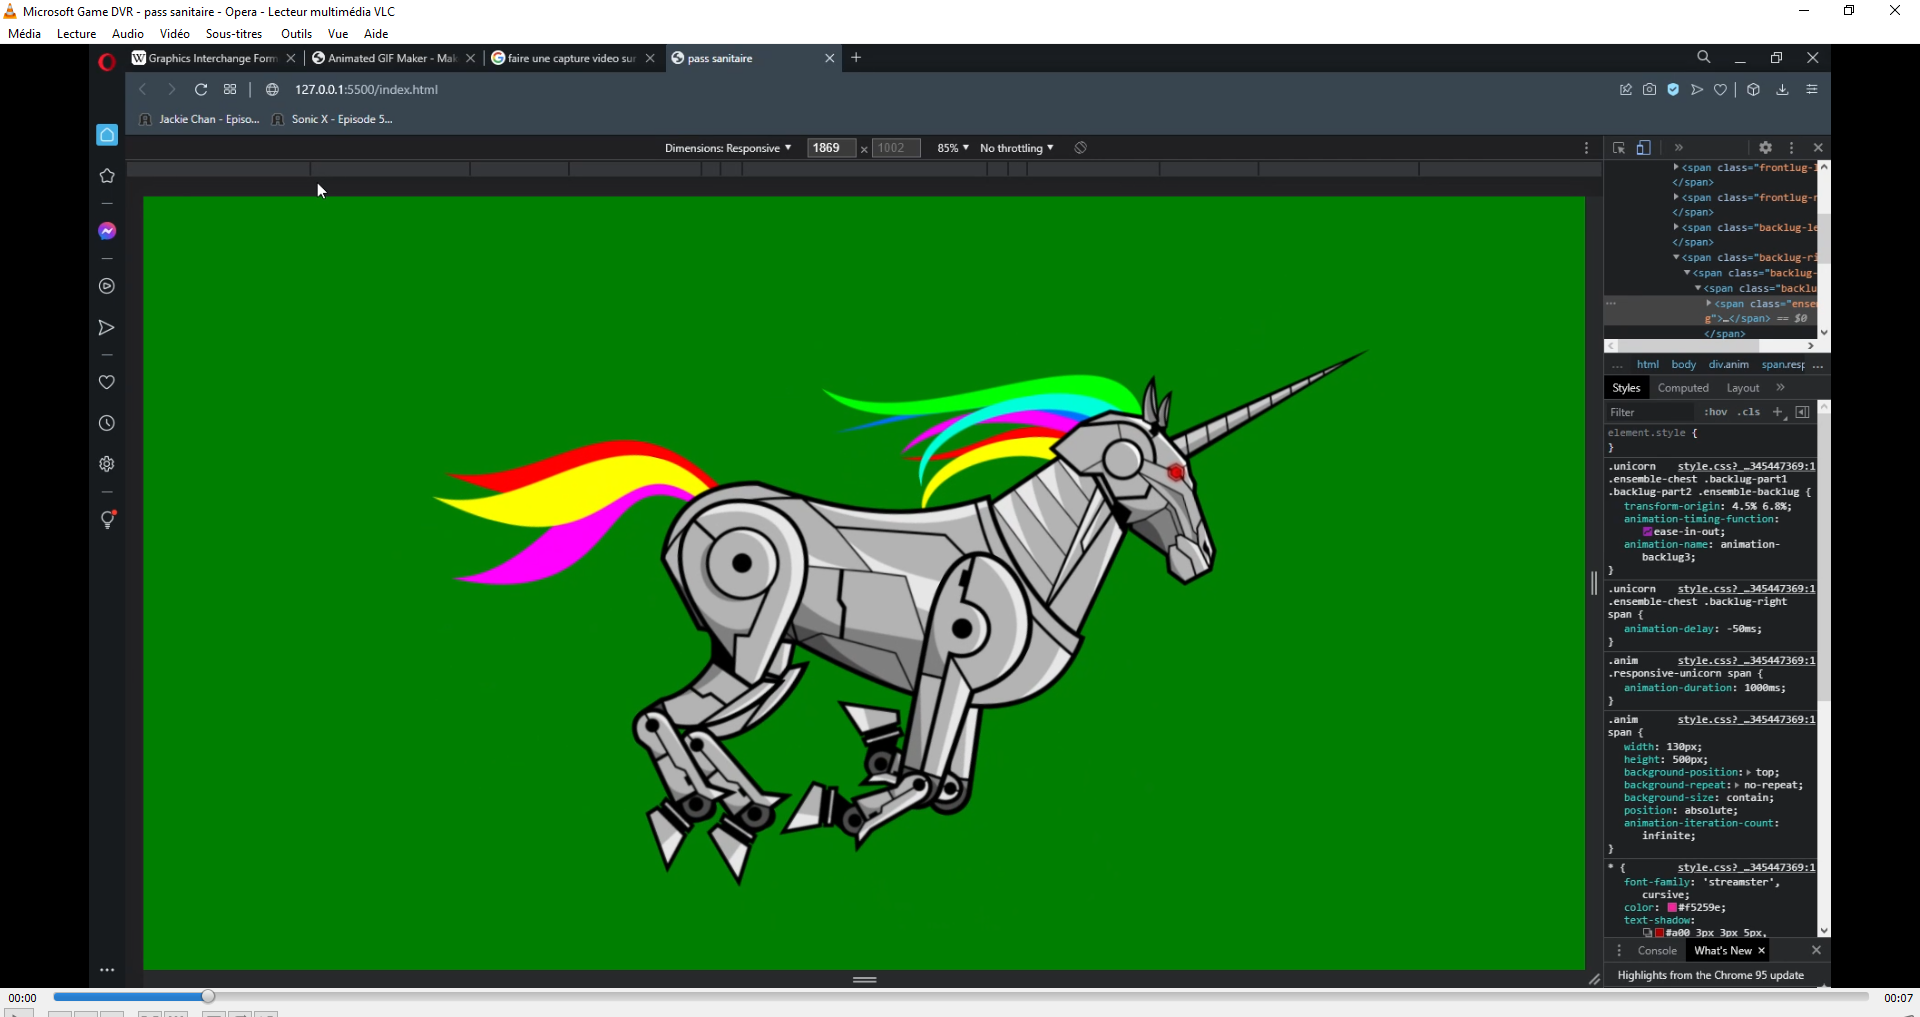 Microsoft Game DVR - pass sanitaire - Opera - Lecteur multimédia VLC
Média Lecture Audio Vidéo Sous-titres Outils Vue Aide
Graphics Interchange Form
Animated GIF Maker - Mak
faire une capture video sur
pass sanitaire
127.0.0.1:5500/index.html
Jackie Chan - Episo... Sonic X - Episode 5...
Dimensions: Responsive 1869 x 1002 85% No throttling
<span class="frontlug-l
</span>
<span class="frontlug-r
</span>
<span class="backlug-le
</span>
<span class="backlug-ri
<span class="backlug-
<span class="backlu
<span class="ense
g">…</span> == $0
</span>
... html body div.anim span.resp ...
Styles Computed Layout »
Filter :hov .cls +
element.style {
}
.unicorn style.css?_…345447369:1
.ensemble-chest .backlug-part1
.backlug-part2 .ensemble-backlug {
transform-origin: 4.5% 6.8%;
animation-timing-function:
ease-in-out;
animation-name: animation-
backlug3;
}
.unicorn style.css?_…345447369:1
.ensemble-chest .backlug-right
span {
animation-delay: -50ms;
}
.anim style.css?_…345447369:1
.responsive-unicorn span {
animation-duration: 1000ms;
}
.anim style.css?_…345447369:1
span {
width: 130px;
height: 500px;
background-position: top;
background-repeat: no-repeat;
background-size: contain;
position: absolute;
animation-iteration-count:
infinite;
}
* { style.css?_…345447369:1
font-family: 'streamster',
cursive;
color: #f5259e;
text-shadow:
#a00 3px 3px 5px,
Console What's New ×
Highlights from the Chrome 95 update
00:00 00:07